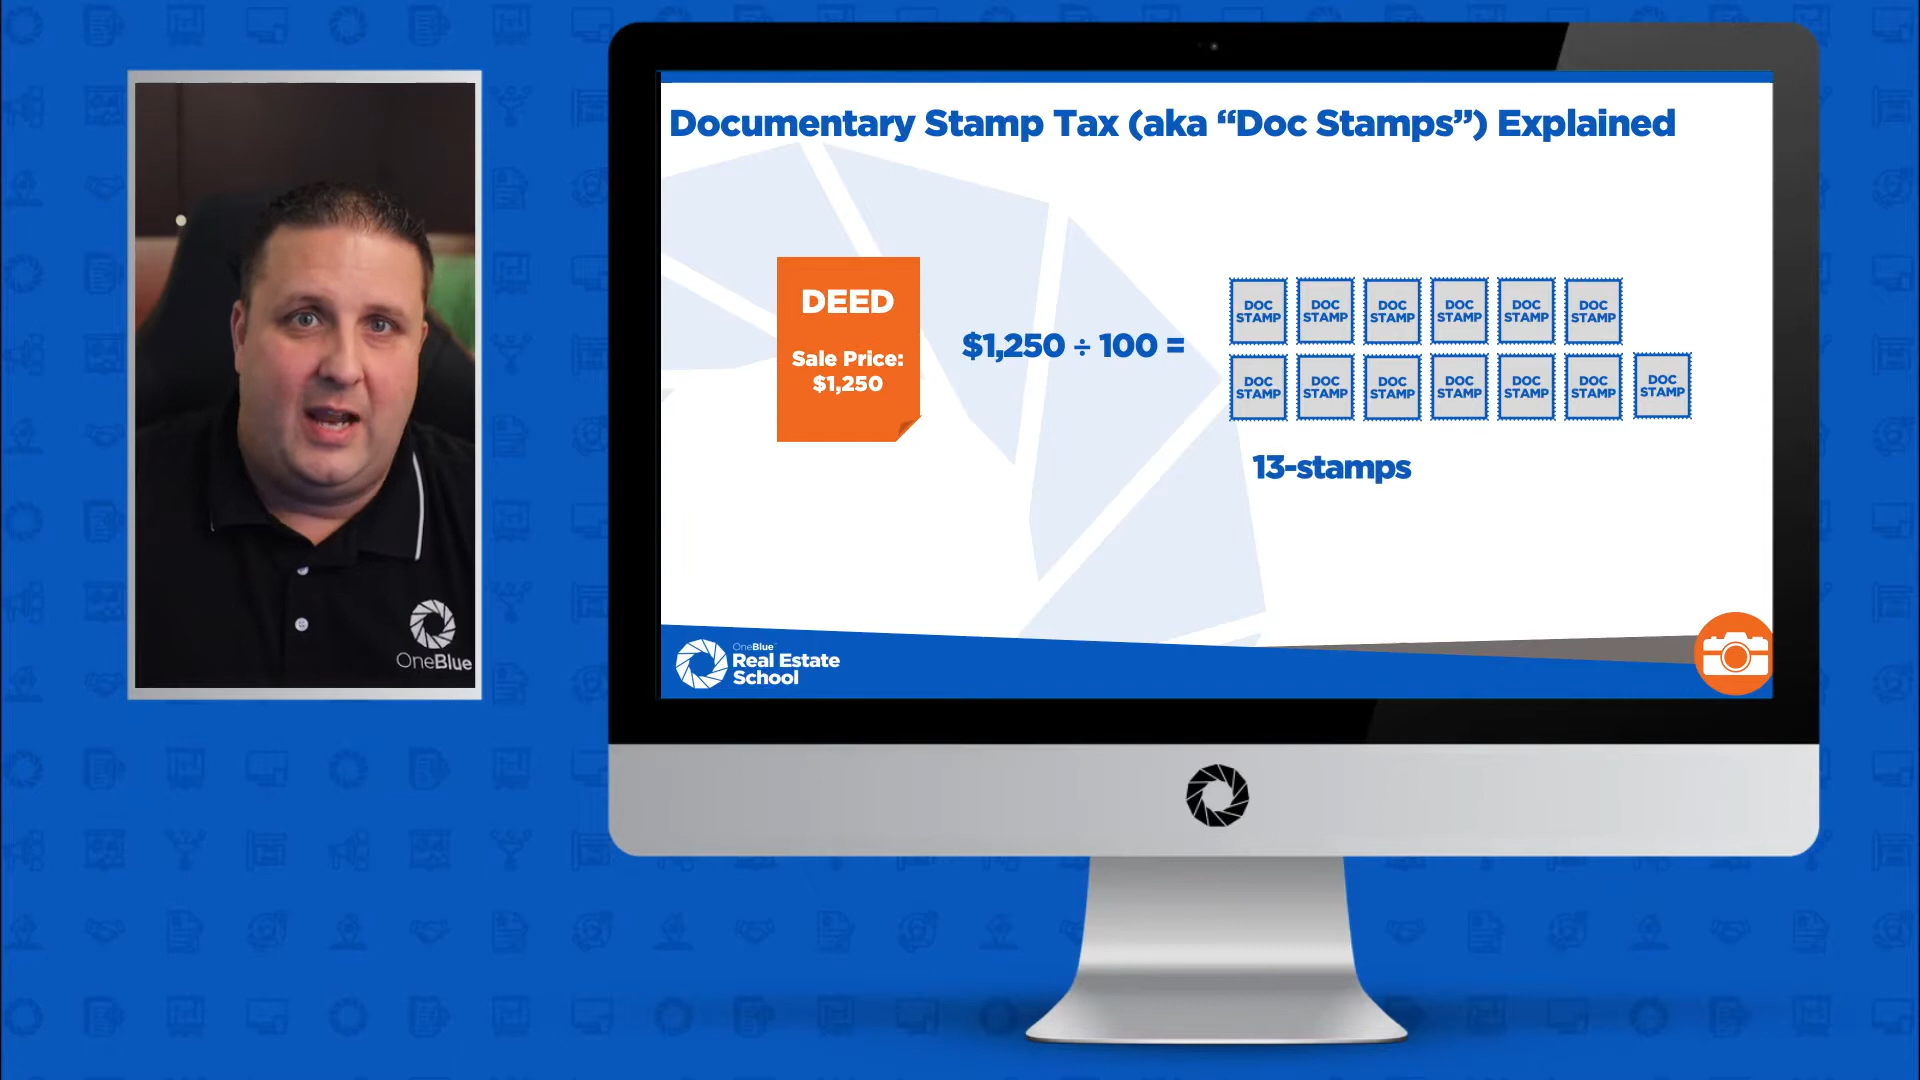 Documentary Stamp Tax (aka “Doc Stamps”) Explained
DEED
Sale Price:
$1,250
$1,250 ÷ 100 =
DOC STAMP
DOC STAMP
DOC STAMP
DOC STAMP
DOC STAMP
DOC STAMP
DOC STAMP
DOC STAMP
DOC STAMP
DOC STAMP
DOC STAMP
DOC STAMP
DOC STAMP
13-stamps
OneBlue
OneBlue
Real Estate
School